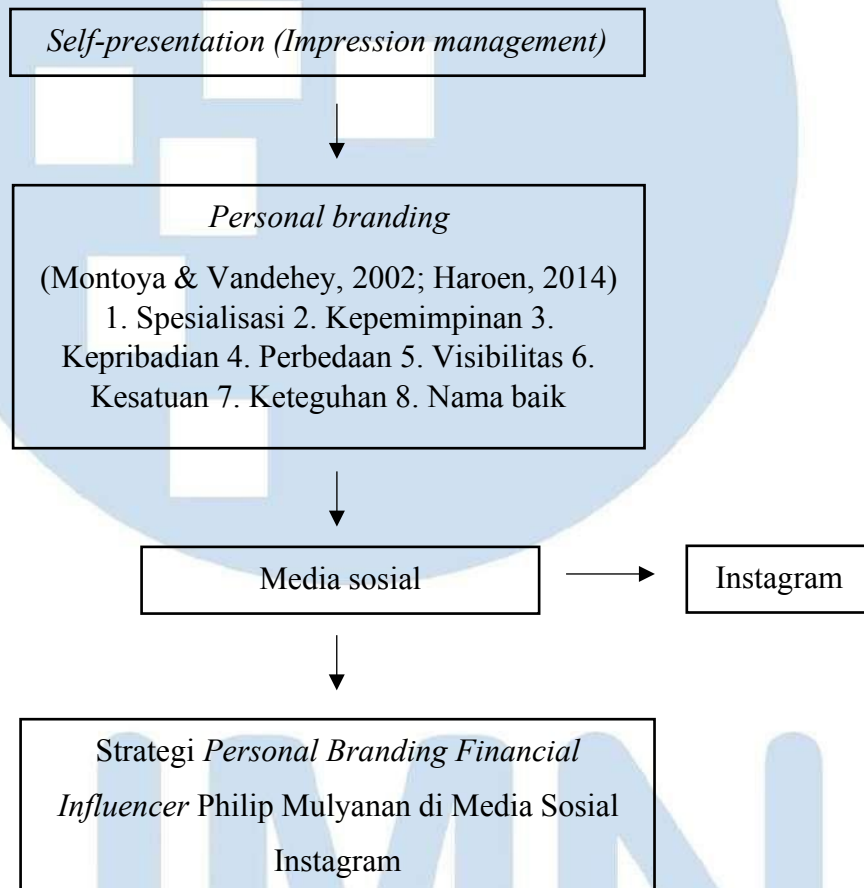 Self-presentation (Impression management)
Personal branding
(Montoya & Vandehey, 2002; Haroen, 2014)
1. Spesialisasi 2. Kepemimpinan 3.
Kepribadian 4. Perbedaan 5. Visibilitas 6.
Kesatuan 7. Keteguhan 8. Nama baik
Media sosial
Instagram
Strategi Personal Branding Financial
Influencer Philip Mulyanan di Media Sosial
Instagram